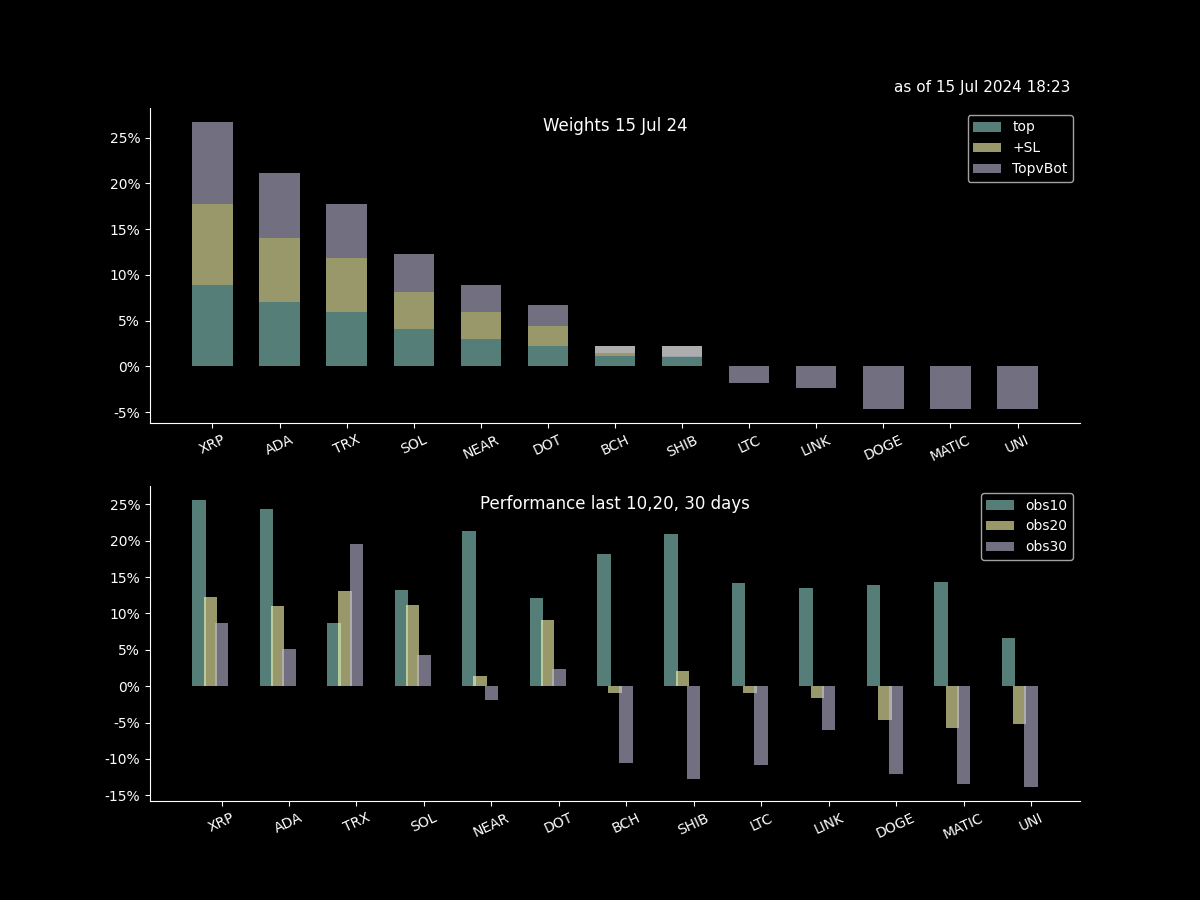 as of 15 Jul 2024 18:23
Weights 15 Jul 24
top
+SL
TopvBot
25%
20%
15%
10%
5%
0%
-5%
XRP ADA TRX SOL NEAR DOT BCH SHIB LTC LINK DOGE MATIC UNI
Performance last 10,20, 30 days
obs10
obs20
obs30
25%
20%
15%
10%
5%
0%
-5%
-10%
-15%
XRP ADA TRX SOL NEAR DOT BCH SHIB LTC LINK DOGE MATIC UNI